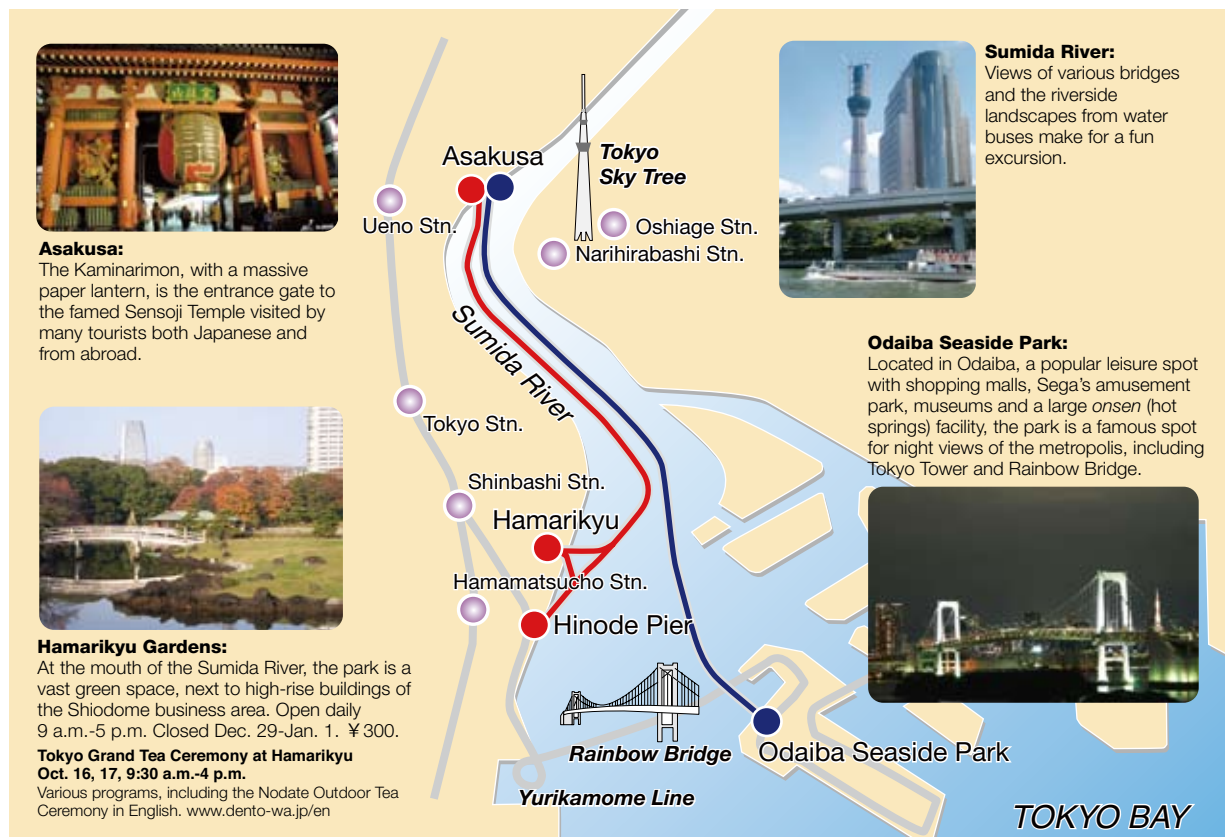 Asakusa:
The Kaminarimon, with a massive
paper lantern, is the entrance gate to
the famed Sensoji Temple visited by
many tourists both Japanese and
from abroad.
Hamarikyu Gardens:
At the mouth of the Sumida River, the park is a
vast green space, next to high-rise buildings of
the Shiodome business area. Open daily
9 a.m.-5 p.m. Closed Dec. 29-Jan. 1. ¥300.
Tokyo Grand Tea Ceremony at Hamarikyu
Oct. 16, 17, 9:30 a.m.-4 p.m.
Various programs, including the Nodate Outdoor Tea
Ceremony in English. www.dento-wa.jp/en
Asakusa
Ueno Stn.
Tokyo
Sky Tree
Oshiage Stn.
Narihirabashi Stn.
Sumida River
Tokyo Stn.
Shinbashi Stn.
Hamarikyu
Hamamatsucho Stn.
Hinode Pier
Rainbow Bridge
Odaiba Seaside Park
Yurikamome Line
TOKYO BAY
Sumida River:
Views of various bridges
and the riverside
landscapes from water
buses make for a fun
excursion.
Odaiba Seaside Park:
Located in Odaiba, a popular leisure spot
with shopping malls, Sega's amusement
park, museums and a large onsen (hot
springs) facility, the park is a famous spot
for night views of the metropolis, including
Tokyo Tower and Rainbow Bridge.